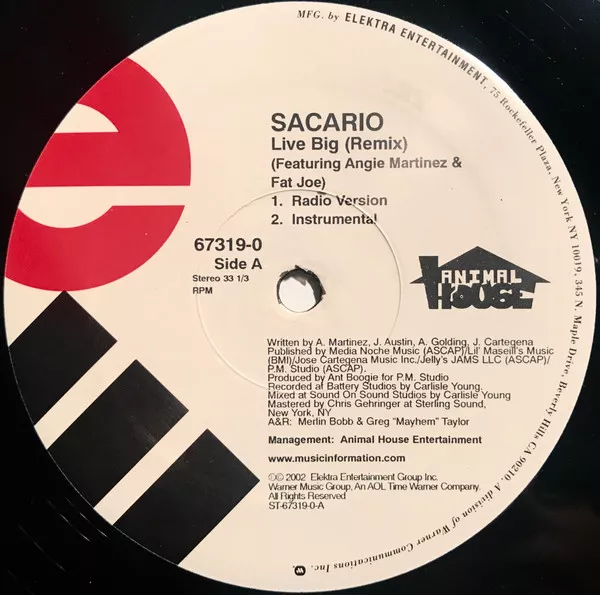 MFG. by ELEKTRA ENTERTAINMENT, 75 Rockefeller Plaza, New York NY 10019, 345 N. Maple Drive, Beverly Hills CA 90210. A division of Warner Communications Inc.
SACARIO
Live Big (Remix)
(Featuring Angie Martinez &
Fat Joe)
1. Radio Version
2. Instrumental
67319-0
Side A
Stereo 33 1/3
RPM
ANIMAL
HOUSE
Written by A. Martinez, J. Austin, A. Golding, J. Cartegena
Published by Media Noche Music (ASCAP)/Lil' Maseill's Music
(BMI)/Jose Cartegena Music Inc./Jelly's JAMS LLC (ASCAP)/
P.M. Studio (ASCAP).
Produced by Ant Boogie for P.M. Studio
Recorded at Battery Studios by Carlisle Young.
Mixed at Sound On Sound Studios by Carlisle Young
Mastered by Chris Gehringer at Sterling Sound,
New York, NY
A&R: Merlin Bobb & Greg "Mayhem" Taylor
Management: Animal House Entertainment
www.musicinformation.com
℗© 2002 Elektra Entertainment Group Inc.
Warner Music Group, An AOL Time Warner Company.
All Rights Reserved
ST-67319-0-A